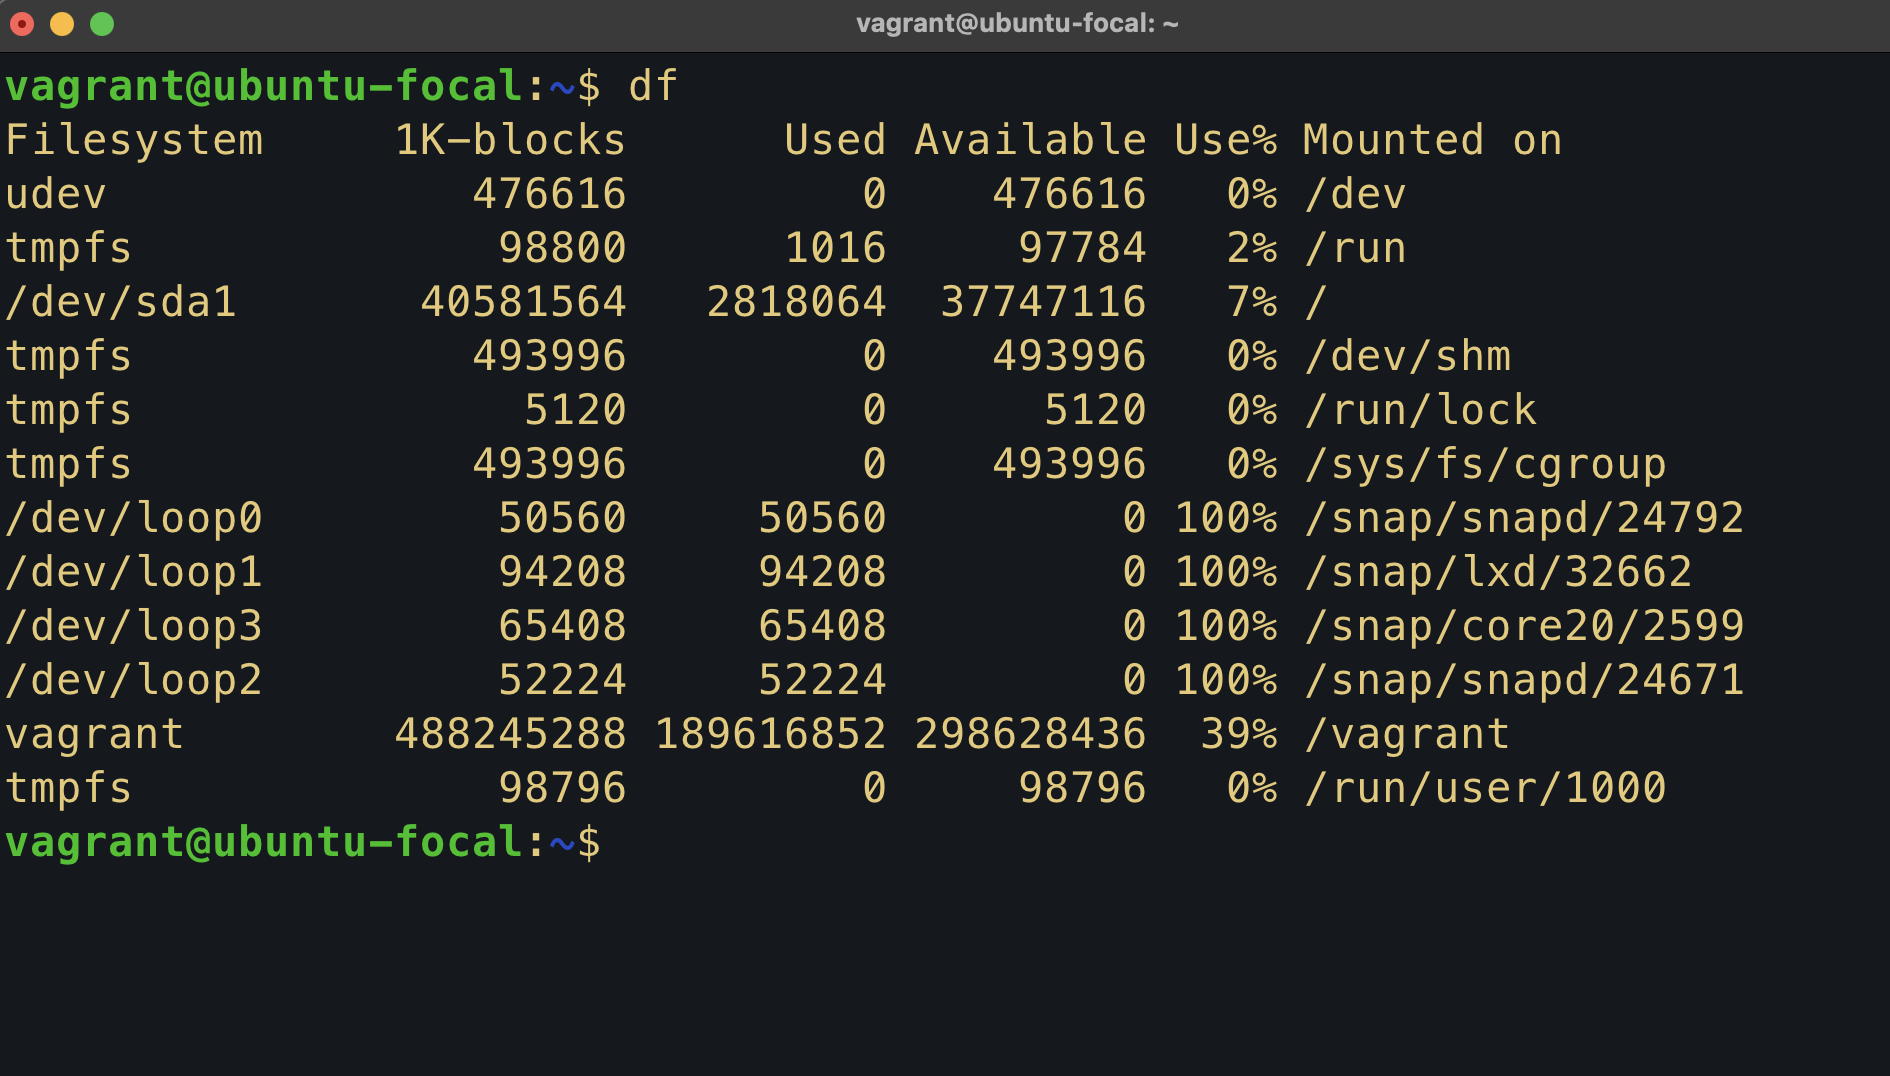 vagrant@ubuntu-focal: ~
vagrant@ubuntu-focal:~$ df
Filesystem     1K-blocks      Used Available Use% Mounted on
udev              476616         0    476616   0% /dev
tmpfs              98800      1016     97784   2% /run
/dev/sda1       40581564   2818064  37747116   7% /
tmpfs             493996         0    493996   0% /dev/shm
tmpfs               5120         0      5120   0% /run/lock
tmpfs             493996         0    493996   0% /sys/fs/cgroup
/dev/loop0         50560     50560         0 100% /snap/snapd/24792
/dev/loop1         94208     94208         0 100% /snap/lxd/32662
/dev/loop3         65408     65408         0 100% /snap/core20/2599
/dev/loop2         52224     52224         0 100% /snap/snapd/24671
vagrant        488245288 189616852 298628436  39% /vagrant
tmpfs              98796         0     98796   0% /run/user/1000
vagrant@ubuntu-focal:~$